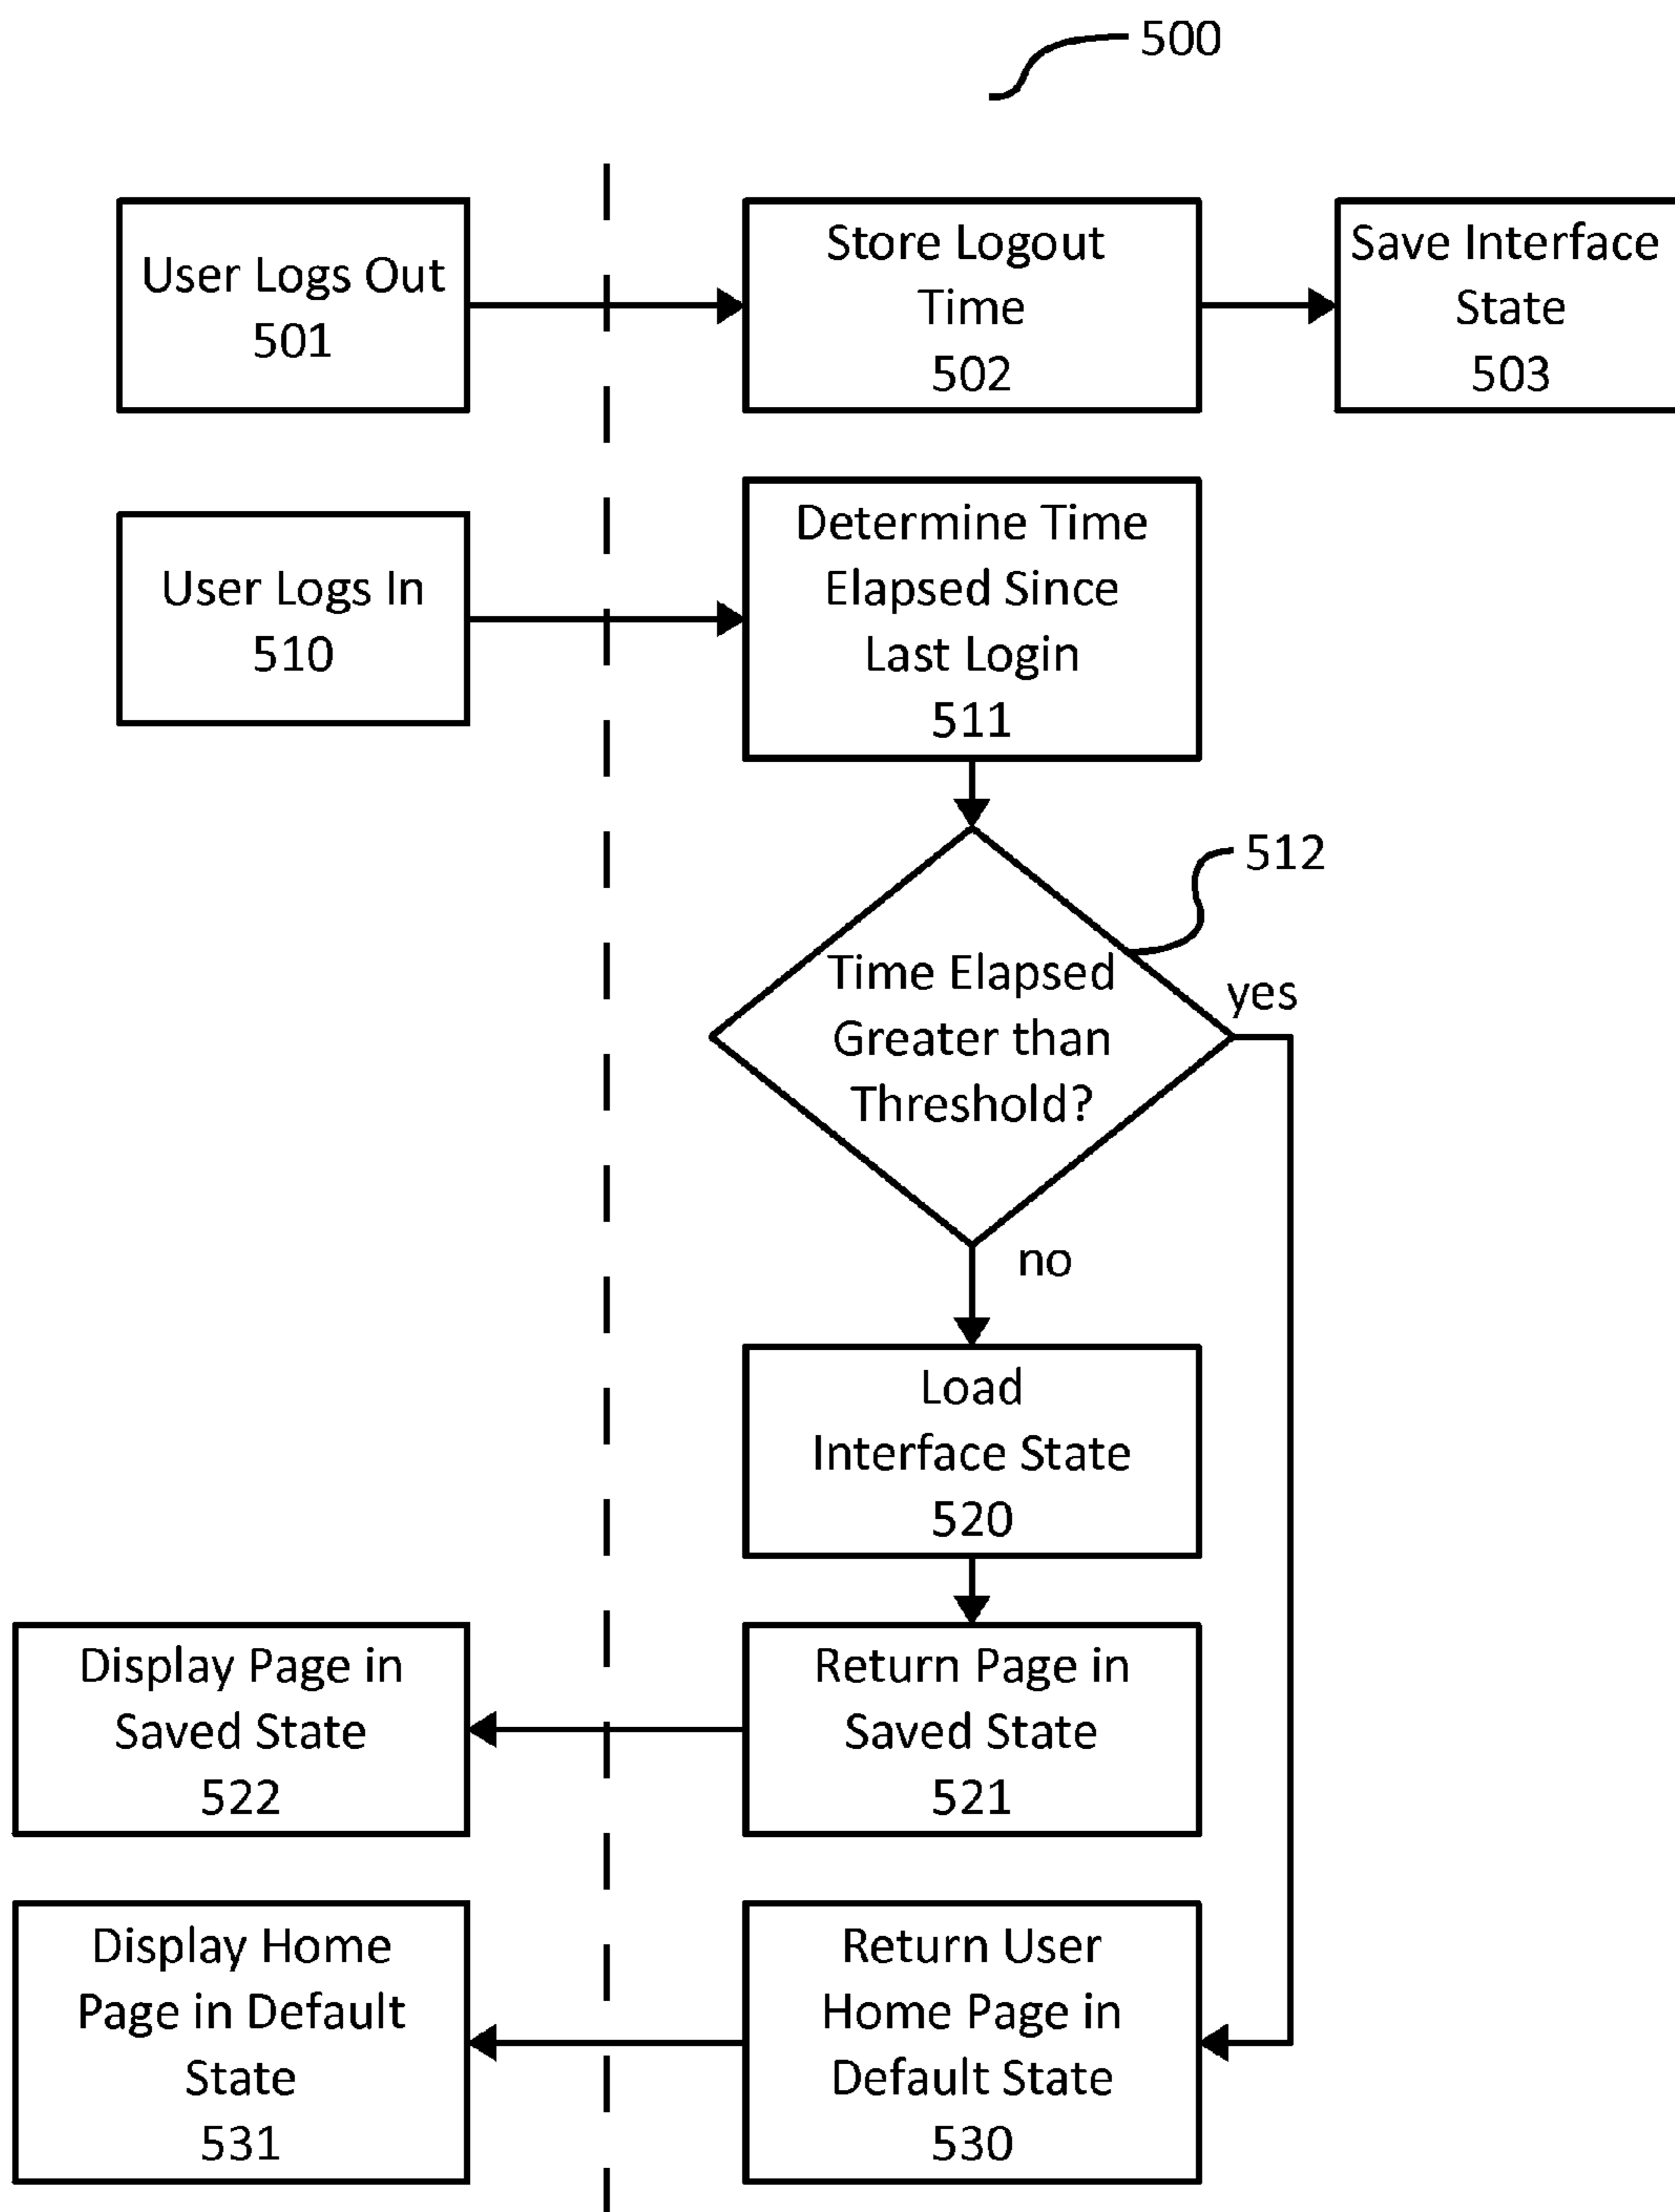 500
User Logs Out
501
Store Logout
Time
502
Save Interface
State
503
User Logs In
510
Determine Time
Elapsed Since
Last Login
511
512
Time Elapsed
Greater than
Threshold?
yes
no
Load
Interface State
520
Display Page in
Saved State
522
Return Page in
Saved State
521
Display Home
Page in Default
State
531
Return User
Home Page in
Default State
530